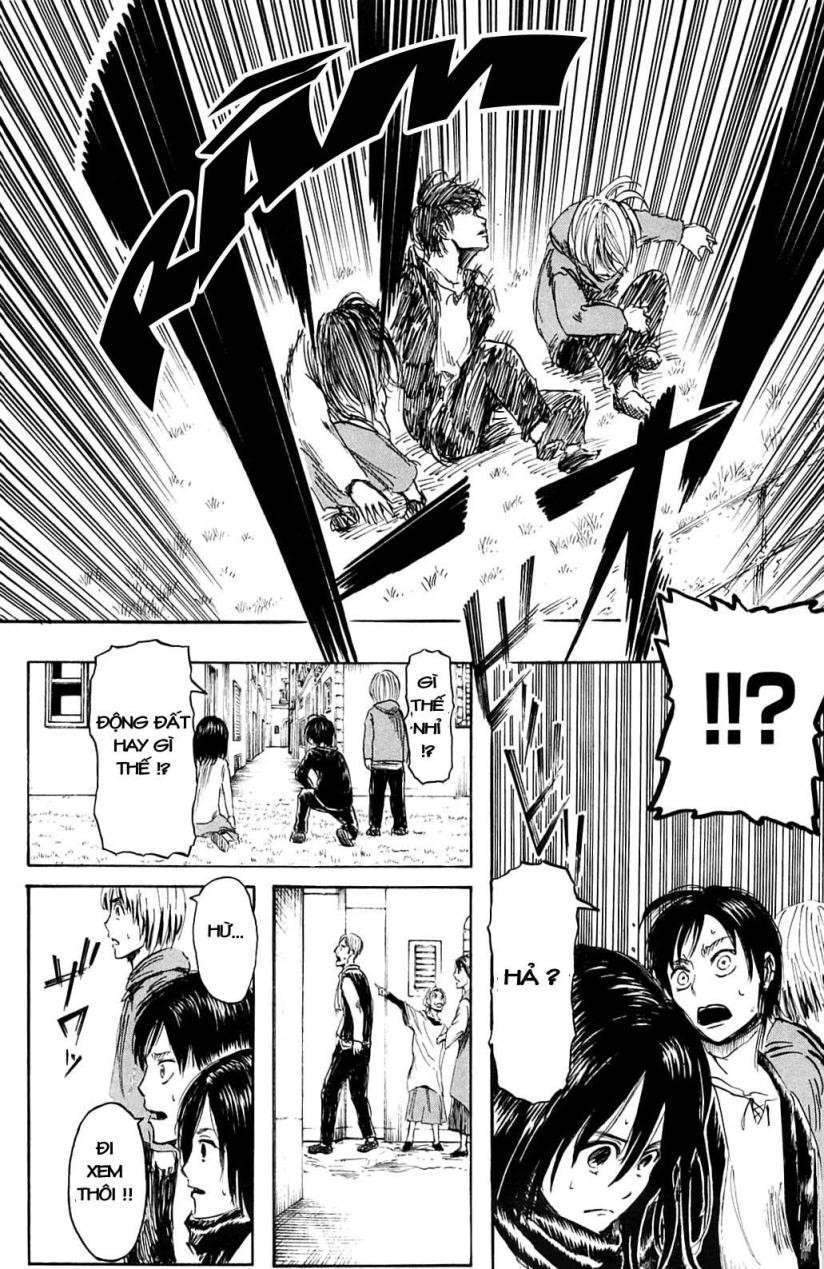 RẦM
!!?
HẢ ?
GÌ
THẾ
NHỈ
!?
ĐỘNG ĐẤT
HAY GÌ
THẾ !?
HỪ...
ĐI
XEM
THÔI !!